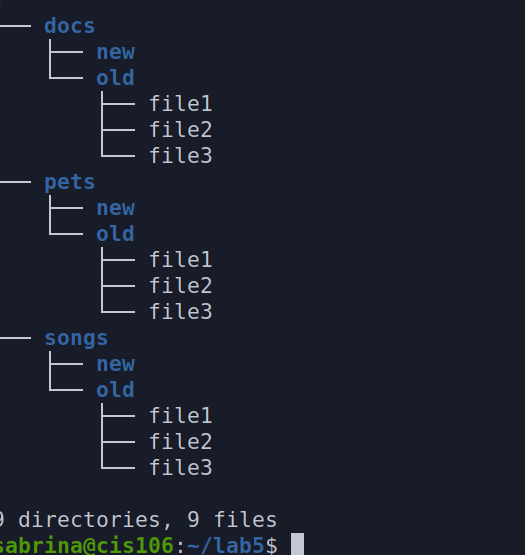 docs
new
old
file1
file2
file3
pets
new
old
file1
file2
file3
songs
new
old
file1
file2
file3
9 directories, 9 files
sabrina@cis106:~/lab5$